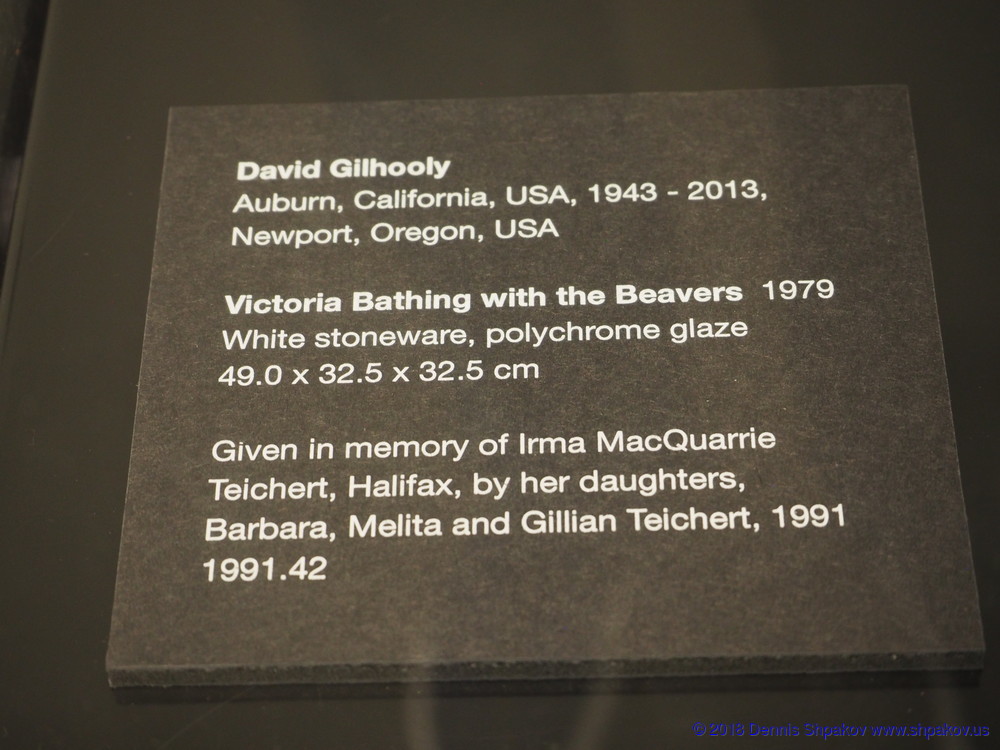 David Gilhooly
Auburn, California, USA, 1943 - 2013,
Newport, Oregon, USA
Victoria Bathing with the Beavers 1979
White stoneware, polychrome glaze
49.0 x 32.5 x 32.5 cm
Given in memory of Irma MacQuarrie
Teichert, Halifax, by her daughters,
Barbara, Melita and Gillian Teichert, 1991
1991.42
© 2018 Dennis Shpakov www.shpakov.us